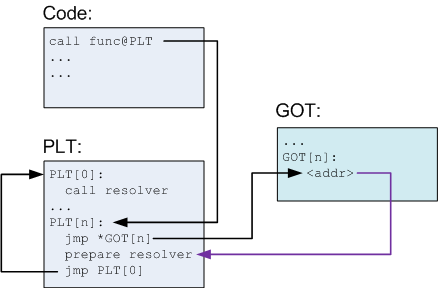 Code:
call func@PLT
...
...
PLT:
PLT[0]:
call resolver
...
PLT[n]:
jmp *GOT[n]
prepare resolver
jmp PLT[0]
GOT:
...
GOT[n]:
<addr>